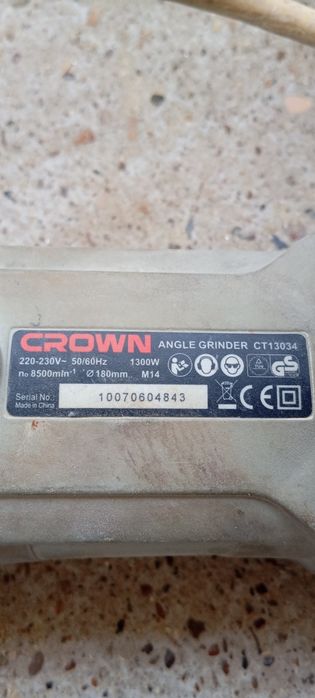 CROWN ANGLE GRINDER CT13034
220-230V~ 50/60Hz 1300W
n₀ 8500min⁻¹ Ø180mm M14
Serial No.: 10070604843
Made in China
CE
GS